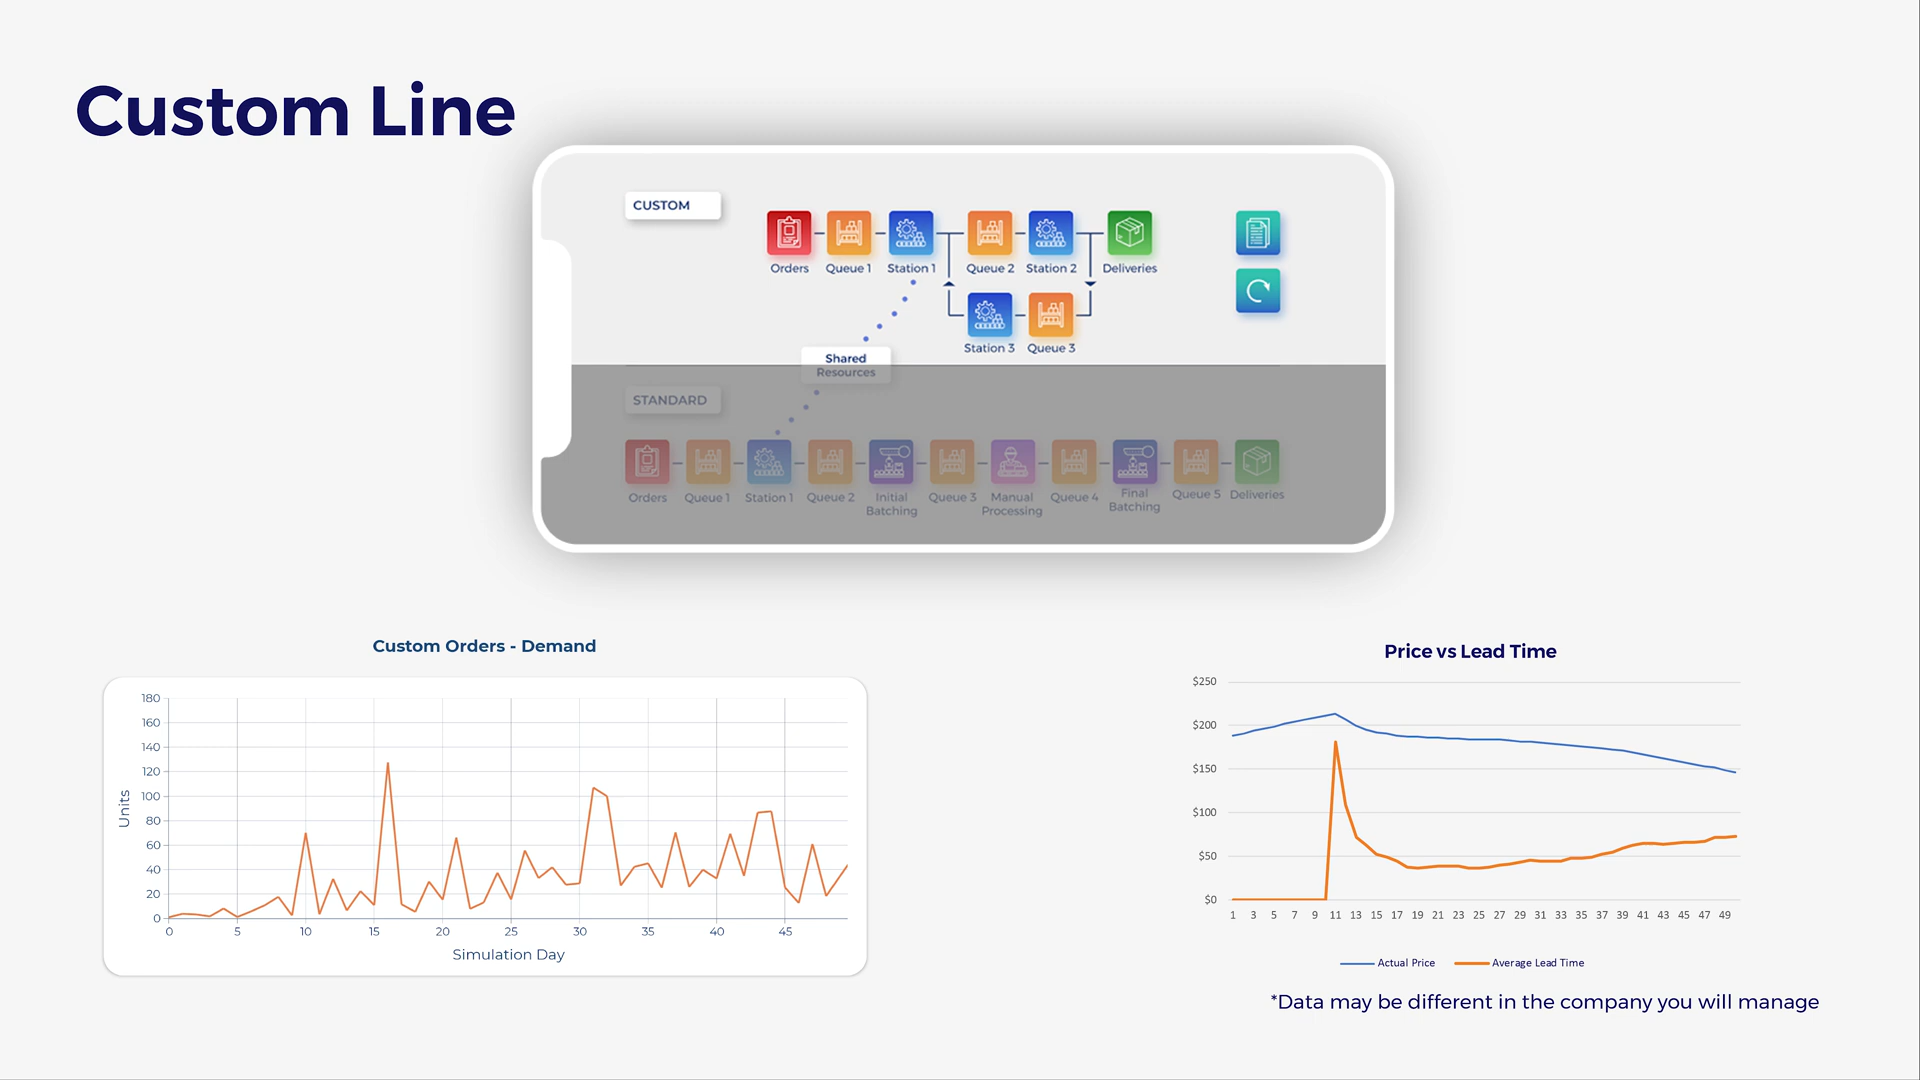 Custom Line
CUSTOM
Orders
Queue 1
Station 1
Queue 2
Station 2
Deliveries
Station 3
Queue 3
Shared
Resources
STANDARD
Orders
Queue 1
Station 1
Queue 2
Initial
Batching
Queue 3
Manual
Processing
Queue 4
Final
Batching
Queue 5
Deliveries
Custom Orders - Demand
180
160
140
120
100
80
60
40
20
0
Units
0 5 10 15 20 25 30 35 40 45
Simulation Day
Price vs Lead Time
$250
$200
$150
$100
$50
$0
1 3 5 7 9 11 13 15 17 19 21 23 25 27 29 31 33 35 37 39 41 43 45 47 49
Actual Price
Average Lead Time
*Data may be different in the company you will manage